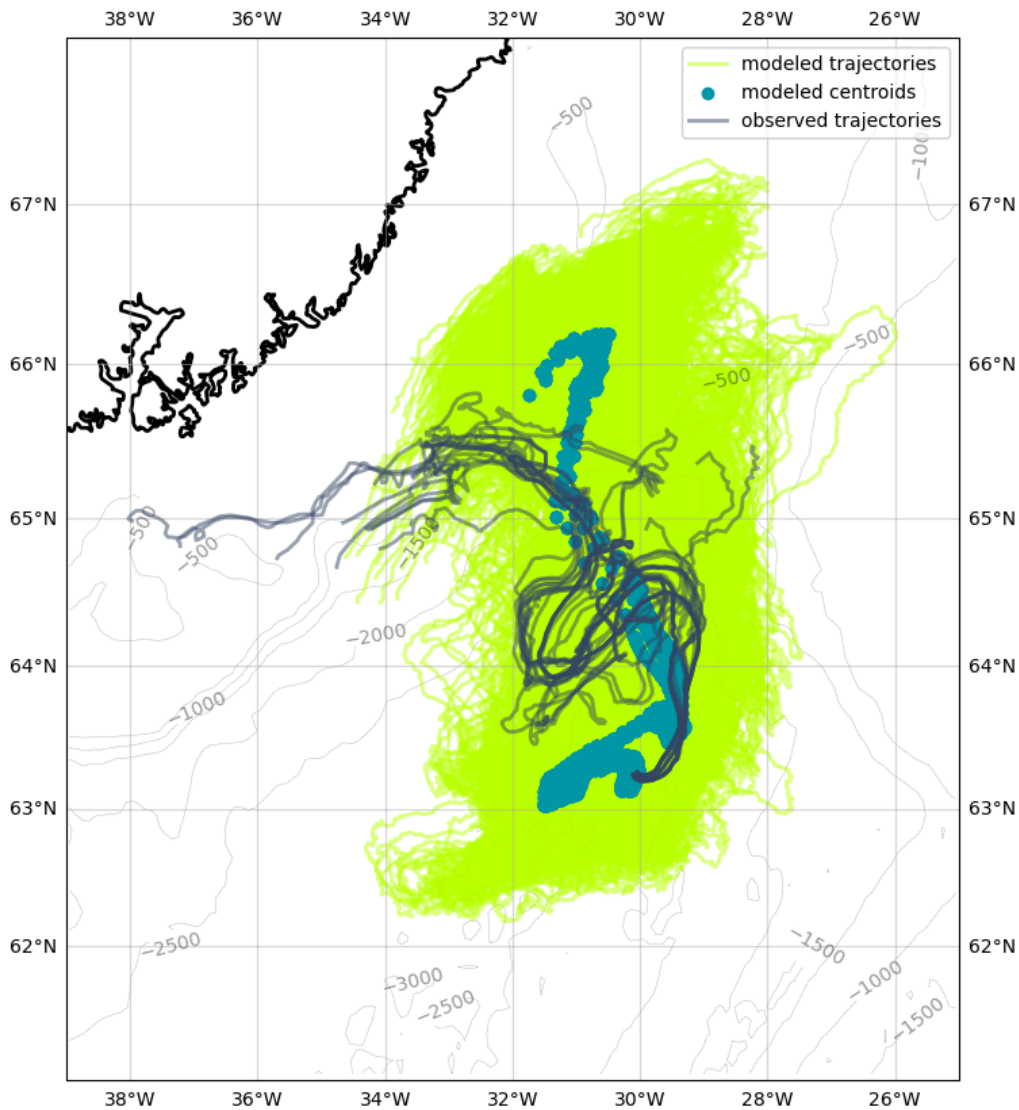 38°W 36°W 34°W 32°W 30°W 28°W 26°W
modeled trajectories
modeled centroids
observed trajectories
−500
−100
67°N 67°N
−500
66°N 66°N
−500
65°N 65°N
−500
−500
−1500
−2000
64°N 64°N
−1000
63°N 63°N
62°N 62°N
−2500
−1500
−3000
−1000
−2500
−1500
38°W 36°W 34°W 32°W 30°W 28°W 26°W